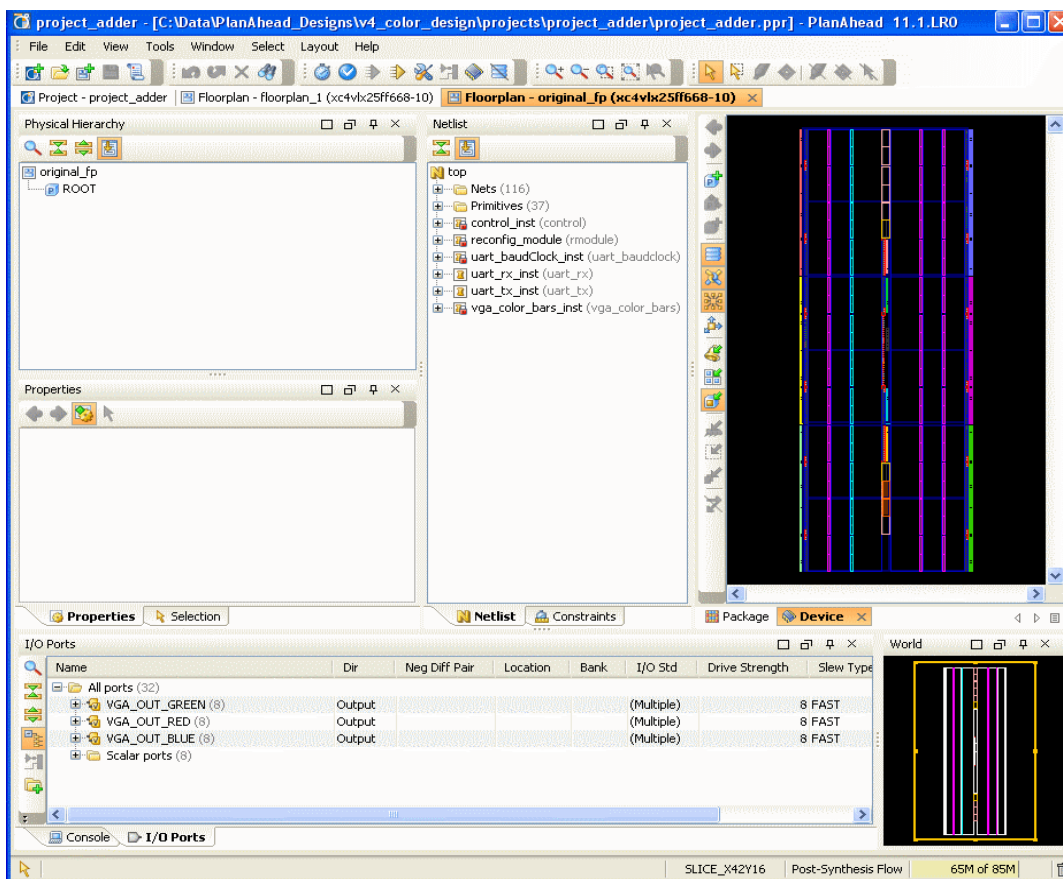 project_adder - [C:\Data\PlanAhead_Designs\v4_color_design\projects\project_adder\project_adder.ppr] - PlanAhead 11.1.LR0
File Edit View Tools Window Select Layout Help
Project - project_adder Floorplan - floorplan_1 (xc4vlx25ff668-10) Floorplan - original_fp (xc4vlx25ff668-10)
Physical Hierarchy
original_fp
ROOT
Properties
Properties Selection
Netlist
top
Nets (116)
Primitives (37)
control_inst (control)
reconfig_module (rmodule)
uart_baudClock_inst (uart_baudclock)
uart_rx_inst (uart_rx)
uart_tx_inst (uart_tx)
vga_color_bars_inst (vga_color_bars)
Netlist Constraints
Package Device
I/O Ports
Name Dir Neg Diff Pair Location Bank I/O Std Drive Strength Slew Type
All ports (32)
VGA_OUT_GREEN (8) Output (Multiple) 8 FAST
VGA_OUT_RED (8) Output (Multiple) 8 FAST
VGA_OUT_BLUE (8) Output (Multiple) 8 FAST
Scalar ports (8)
Console I/O Ports
World
SLICE_X42Y16 Post-Synthesis Flow 65M of 85M